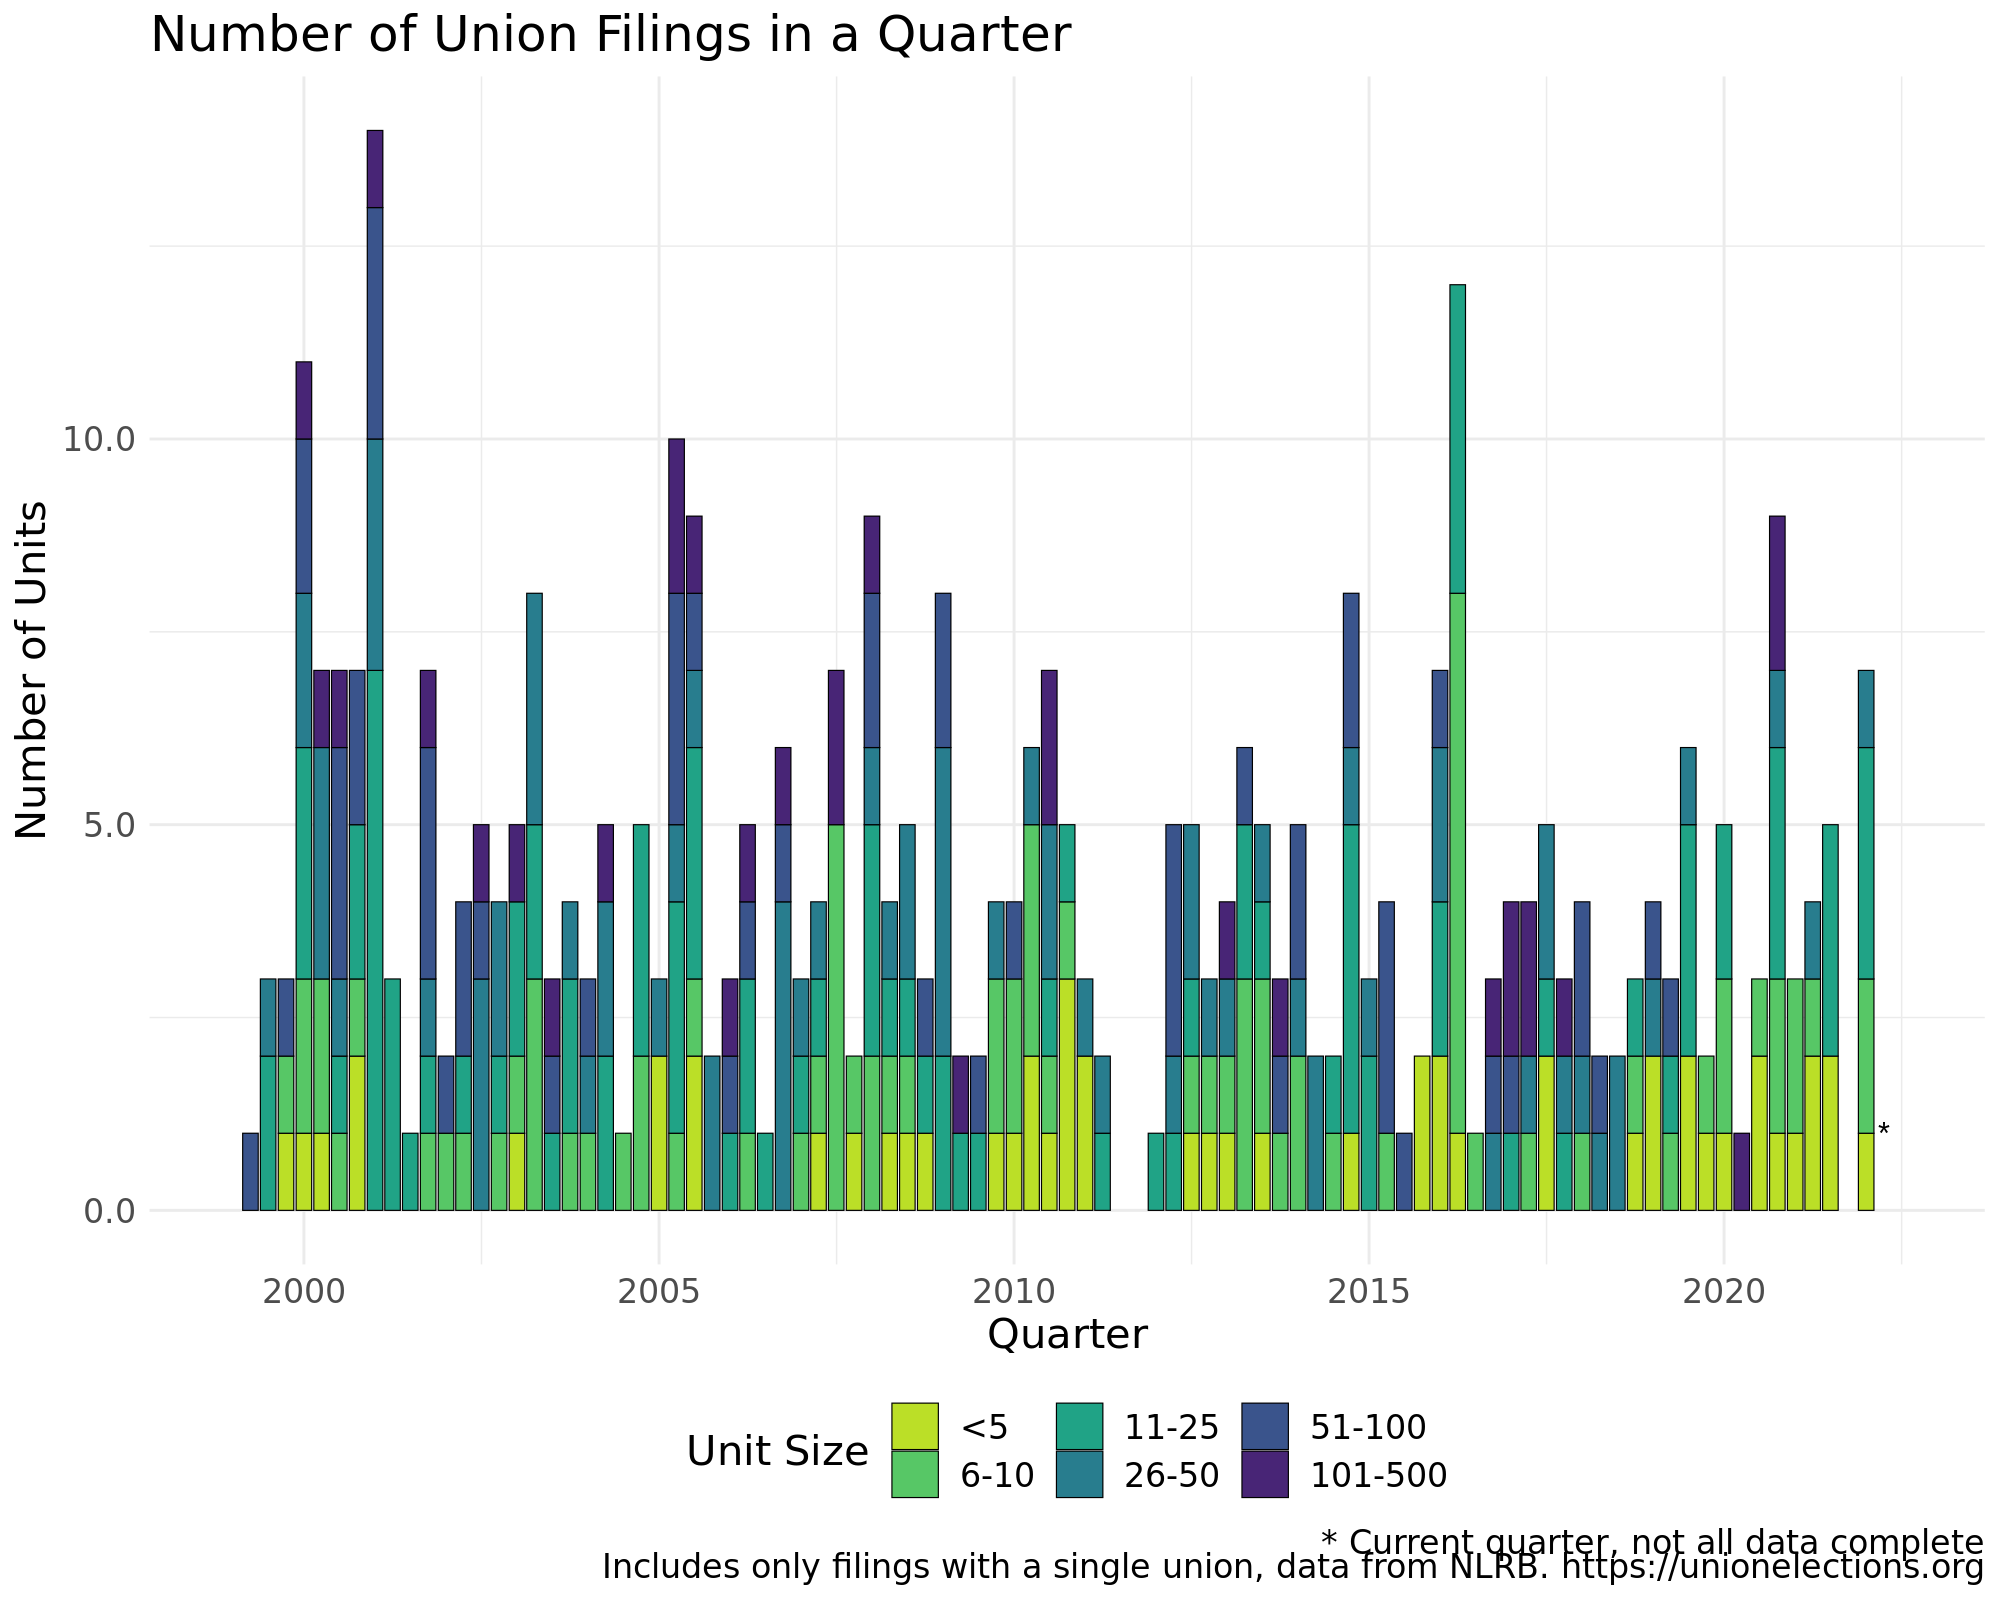 Number of Union Filings in a Quarter
Number of Units
10.0
5.0
0.0
*
2000 2005 2010 2015 2020
Quarter
Unit Size
<5 11-25 51-100
6-10 26-50 101-500
* Current quarter, not all data complete
Includes only filings with a single union, data from NLRB. https://unionelections.org